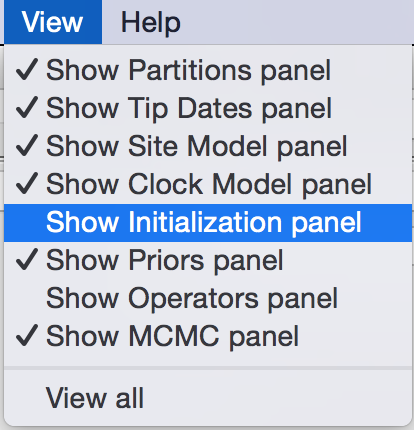 View Help
✓ Show Partitions panel
✓ Show Tip Dates panel
✓ Show Site Model panel
✓ Show Clock Model panel
Show Initialization panel
✓ Show Priors panel
Show Operators panel
✓ Show MCMC panel
View all